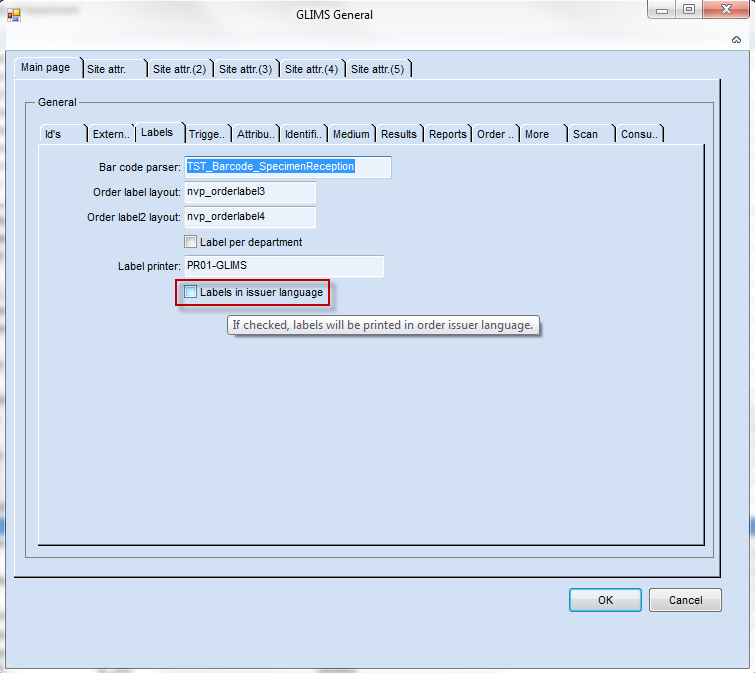 GLIMS General
Main page Site attr. Site attr.(2) Site attr.(3) Site attr.(4) Site attr.(5)
General
Id's Extern.. Labels Trigge.. Attribu.. Identifi.. Medium Results Reports Order .. More Scan Consu..
Bar code parser: TST_Barcode_SpecimenReception
Order label layout: nvp_orderlabel3
Order label2 layout: nvp_orderlabel4
Label per department
Label printer: PR01-GLIMS
Labels in issuer language
If checked, labels will be printed in order issuer language.
OK Cancel